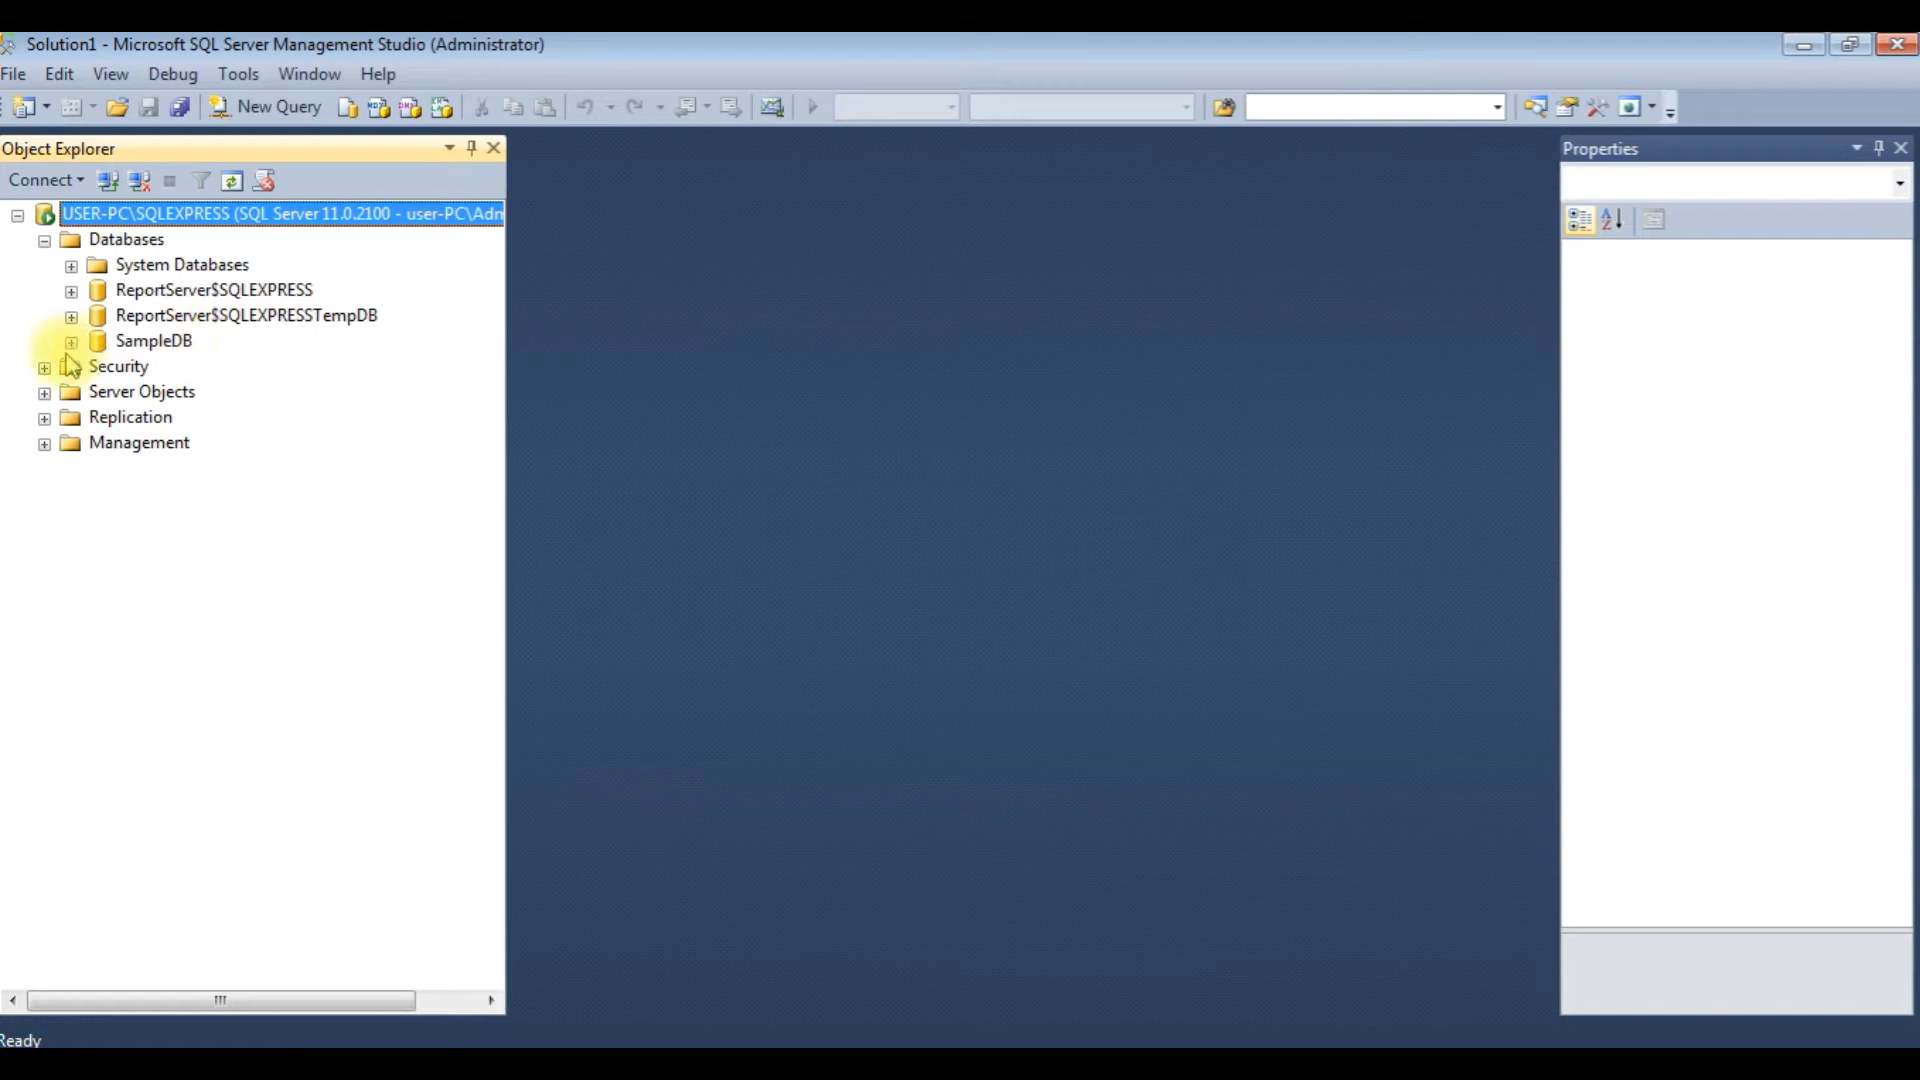 Solution1 - Microsoft SQL Server Management Studio (Administrator)
File Edit View Debug Tools Window Help
New Query
Object Explorer
Properties
Connect
USER-PC\SQLEXPRESS (SQL Server 11.0.2100 - user-PC\Adm
Databases
System Databases
ReportServer$SQLEXPRESS
ReportServer$SQLEXPRESSTempDB
SampleDB
Security
Server Objects
Replication
Management
Ready